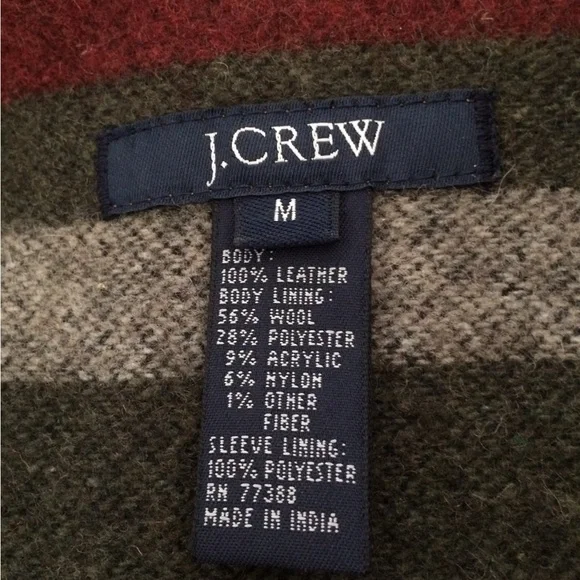 J.CREW
M
BODY:
100% LEATHER
BODY LINING:
56% WOOL
28% POLYESTER
9% ACRYLIC
6% NYLON
1% OTHER
FIBER
SLEEVE LINING:
100% POLYESTER
RN 77388
MADE IN INDIA